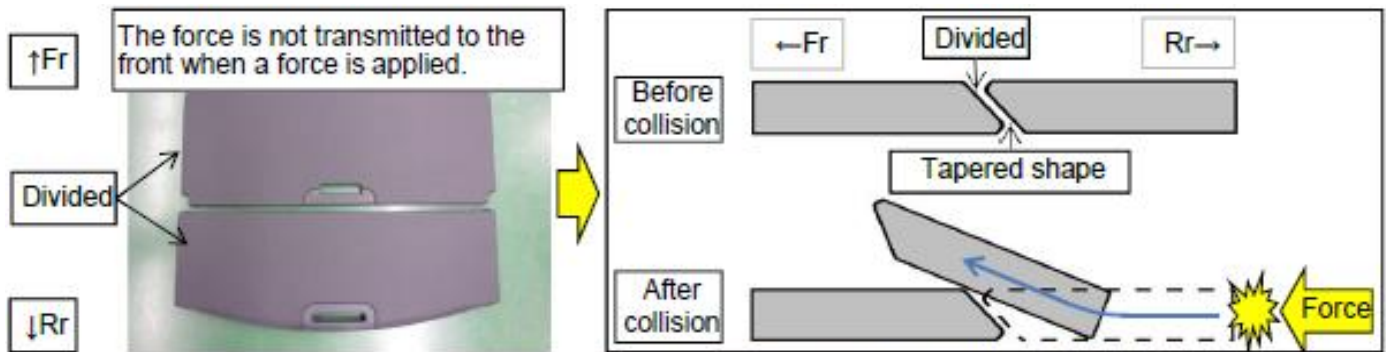 ↑Fr
The force is not transmitted to the
front when a force is applied.
Divided
↓Rr
←Fr
Divided
Rr→
Before
collision
Tapered shape
After
collision
Force